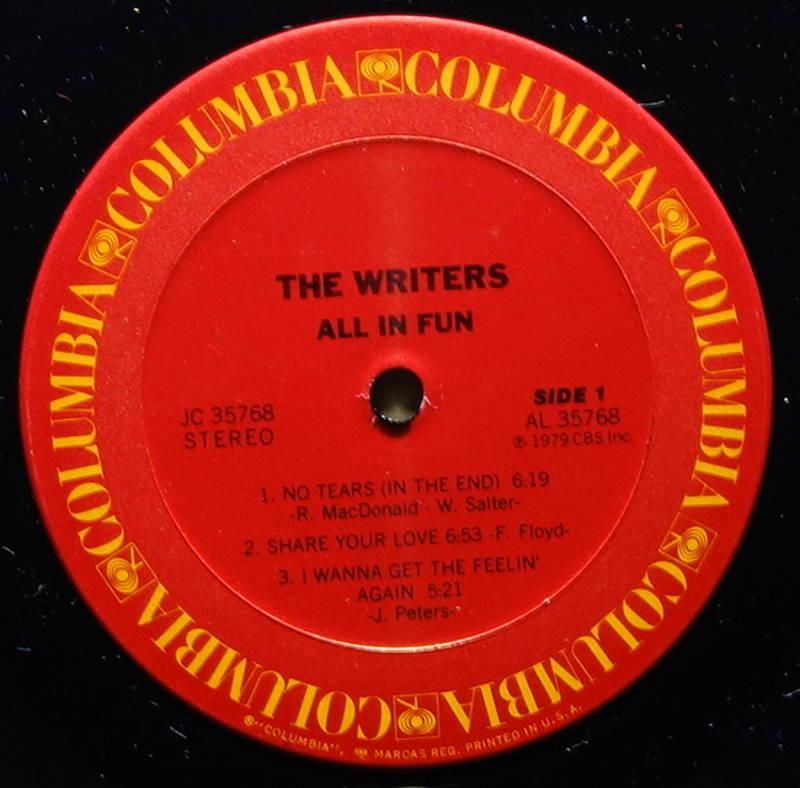 COLUMBIA COLUMBIA COLUMBIA COLUMBIA COLUMBIA COLUMBIA
THE WRITERS
ALL IN FUN
JC 35768
STEREO
SIDE 1
AL 35768
℗ 1979 CBS Inc.
1. NO TEARS (IN THE END) 6:19
-R. MacDonald - W. Salter-
2. SHARE YOUR LOVE 6:53 -F. Floyd-
3. I WANNA GET THE FEELIN'
AGAIN 5:21
-J. Peters-
®"COLUMBIA", MARCAS REG. PRINTED IN U.S.A.